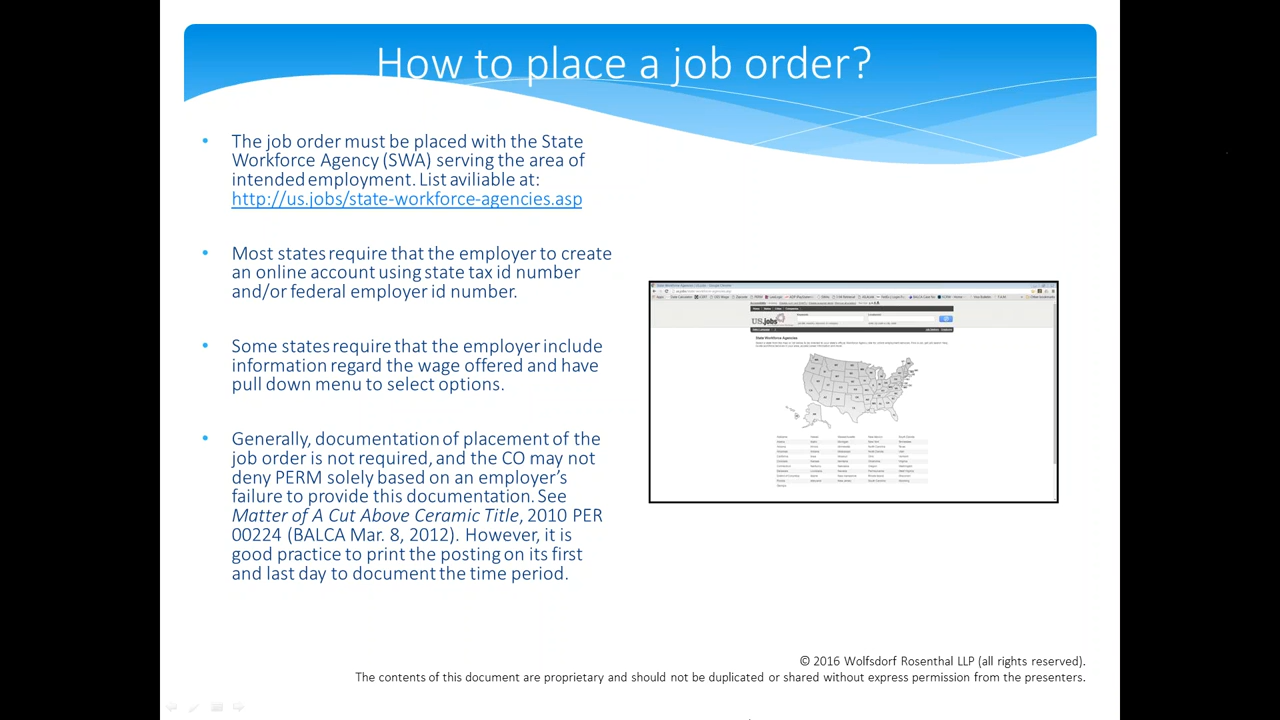 How to place a job order?
The job order must be placed with the State
Workforce Agency (SWA) serving the area of
intended employment. List aviliable at:
http://us.jobs/state-workforce-agencies.asp
Most states require that the employer to create
an online account using state tax id number
and/or federal employer id number.
Some states require that the employer include
information regard the wage offered and have
pull down menu to select options.
Generally, documentation of placement of the
job order is not required, and the CO may not
deny PERM solely based on an employer's
failure to provide this documentation. See
Matter of A Cut Above Ceramic Title, 2010 PER
00224 (BALCA Mar. 8, 2012). However, it is
good practice to print the posting on its first
and last day to document the time period.
US.jobs
State Workforce Agencies
© 2016 Wolfsdorf Rosenthal LLP (all rights reserved).
The contents of this document are proprietary and should not be duplicated or shared without express permission from the presenters.